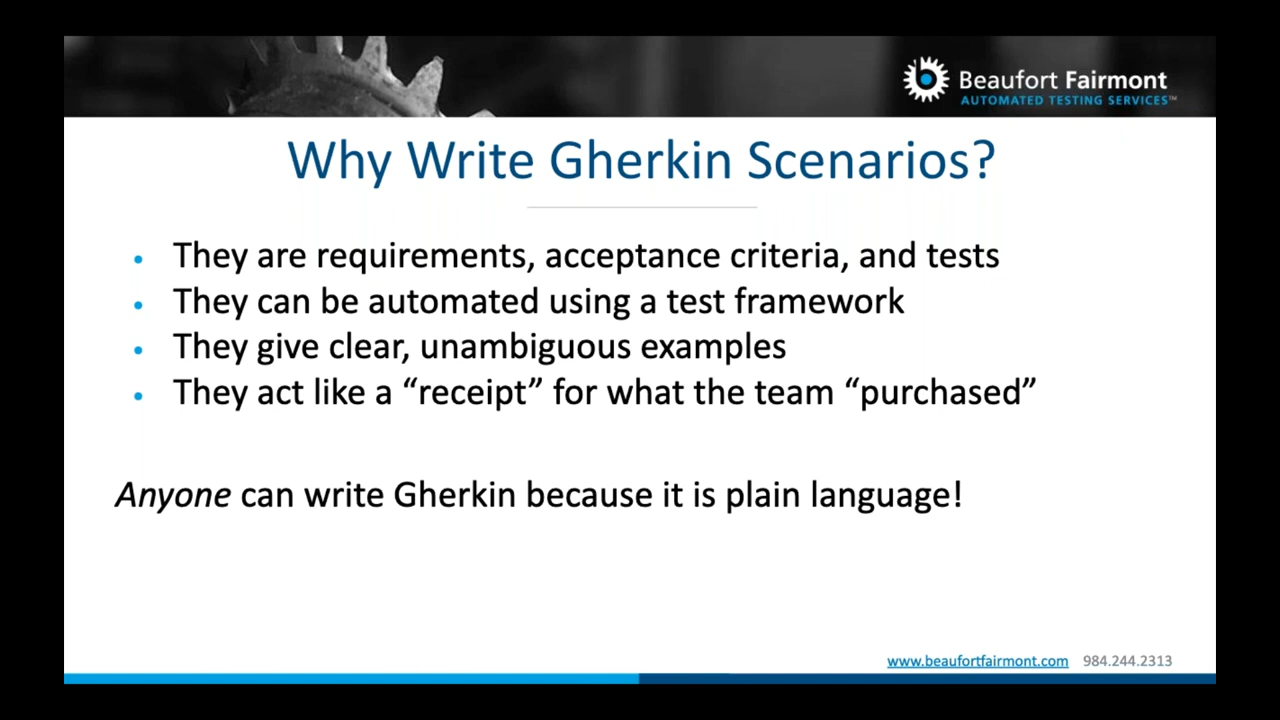 Beaufort Fairmont
AUTOMATED TESTING SERVICES™
Why Write Gherkin Scenarios?
• They are requirements, acceptance criteria, and tests
• They can be automated using a test framework
• They give clear, unambiguous examples
• They act like a “receipt” for what the team “purchased”
Anyone can write Gherkin because it is plain language!
www.beaufortfairmont.com 984.244.2313